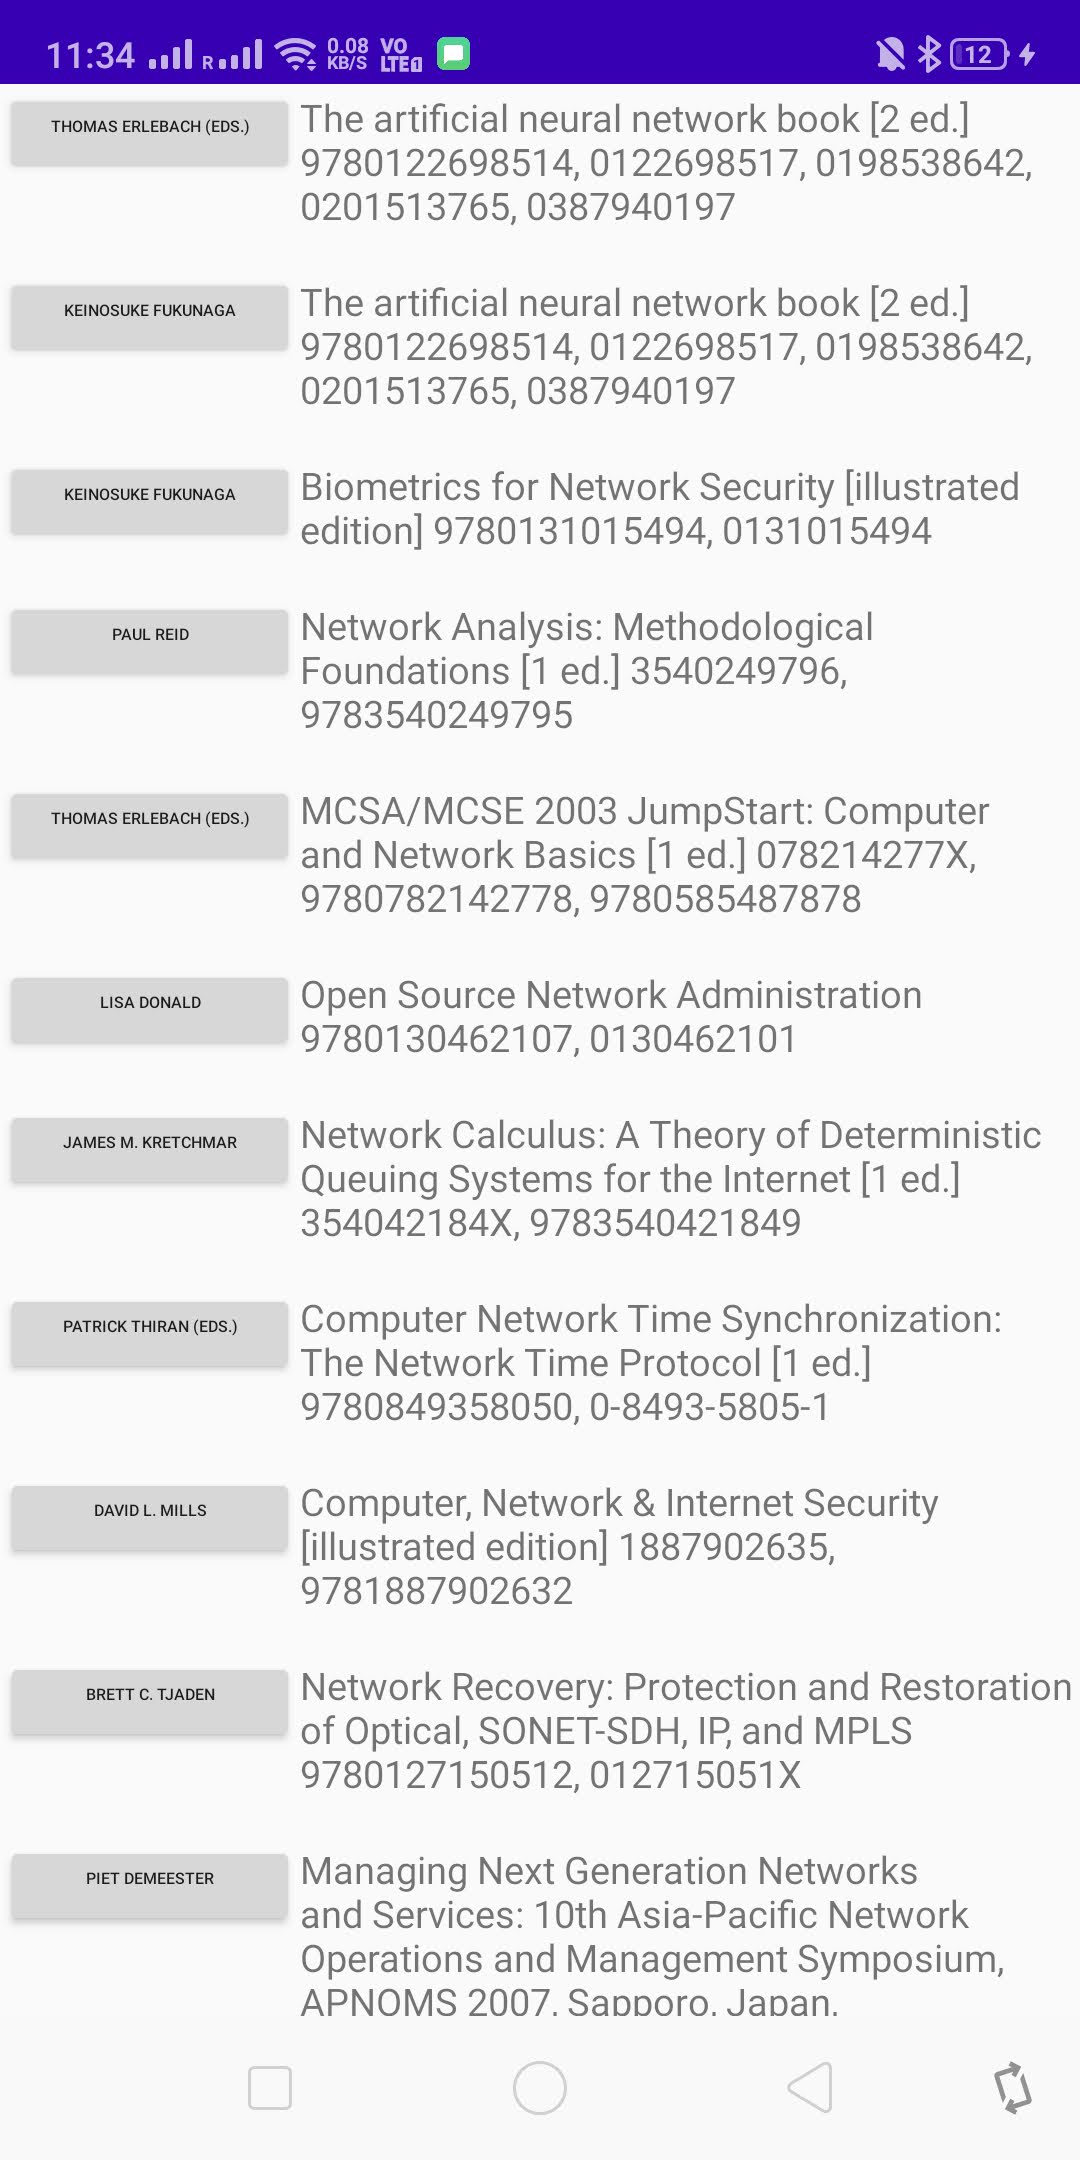 11:34
R
0.08
KB/S
VO
LTE1
12
THOMAS ERLEBACH (EDS.)
The artificial neural network book [2 ed.]
9780122698514, 0122698517, 0198538642,
0201513765, 0387940197
KEINOSUKE FUKUNAGA
The artificial neural network book [2 ed.]
9780122698514, 0122698517, 0198538642,
0201513765, 0387940197
KEINOSUKE FUKUNAGA
Biometrics for Network Security [illustrated
edition] 9780131015494, 0131015494
PAUL REID
Network Analysis: Methodological
Foundations [1 ed.] 3540249796,
9783540249795
THOMAS ERLEBACH (EDS.)
MCSA/MCSE 2003 JumpStart: Computer
and Network Basics [1 ed.] 078214277X,
9780782142778, 9780585487878
LISA DONALD
Open Source Network Administration
9780130462107, 0130462101
JAMES M. KRETCHMAR
Network Calculus: A Theory of Deterministic
Queuing Systems for the Internet [1 ed.]
354042184X, 9783540421849
PATRICK THIRAN (EDS.)
Computer Network Time Synchronization:
The Network Time Protocol [1 ed.]
9780849358050, 0-8493-5805-1
DAVID L. MILLS
Computer, Network & Internet Security
[illustrated edition] 1887902635,
9781887902632
BRETT C. TJADEN
Network Recovery: Protection and Restoration
of Optical, SONET-SDH, IP, and MPLS
9780127150512, 012715051X
PIET DEMEESTER
Managing Next Generation Networks
and Services: 10th Asia-Pacific Network
Operations and Management Symposium,
APNOMS 2007, Sapporo, Japan,